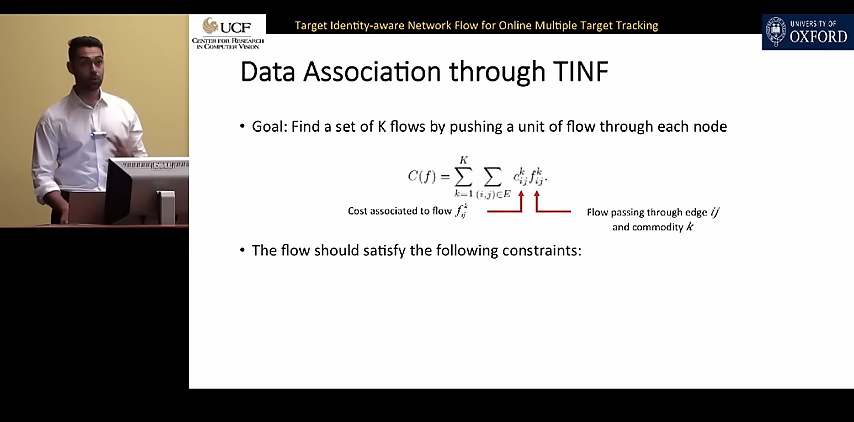 UCF
CENTER FOR RESEARCH
IN COMPUTER VISION
Target Identity-aware Network Flow for Online Multiple Target Tracking
UNIVERSITY OF
OXFORD
Data Association through TINF
• Goal: Find a set of K flows by pushing a unit of flow through each node
C(f) = ∑_{k=1}^{K} ∑_{(i,j)∈E} c_{ij}^{k} f_{ij}^{k}.
Cost associated to flow f_{ij}^{k}
Flow passing through edge ij
and commodity k
• The flow should satisfy the following constraints: